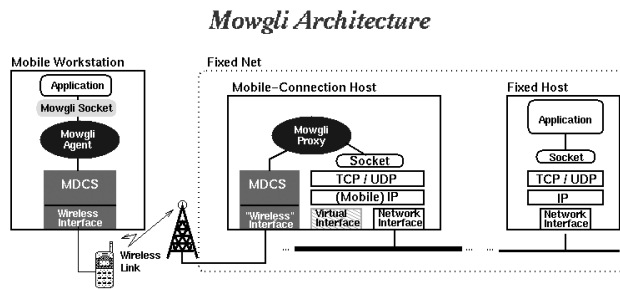 Mowgli Architecture
Mobile Workstation
Application
Mowgli Socket
Mowgli
Agent
MDCS
Wireless
Interface
Wireless
Link
Fixed Net
Mobile-Connection Host
Mowgli
Proxy
Socket
MDCS
TCP / UDP
(Mobile) IP
"Wireless"
Interface
Virtual
Interface
Network
Interface
Fixed Host
Application
Socket
TCP / UDP
IP
Network
Interface